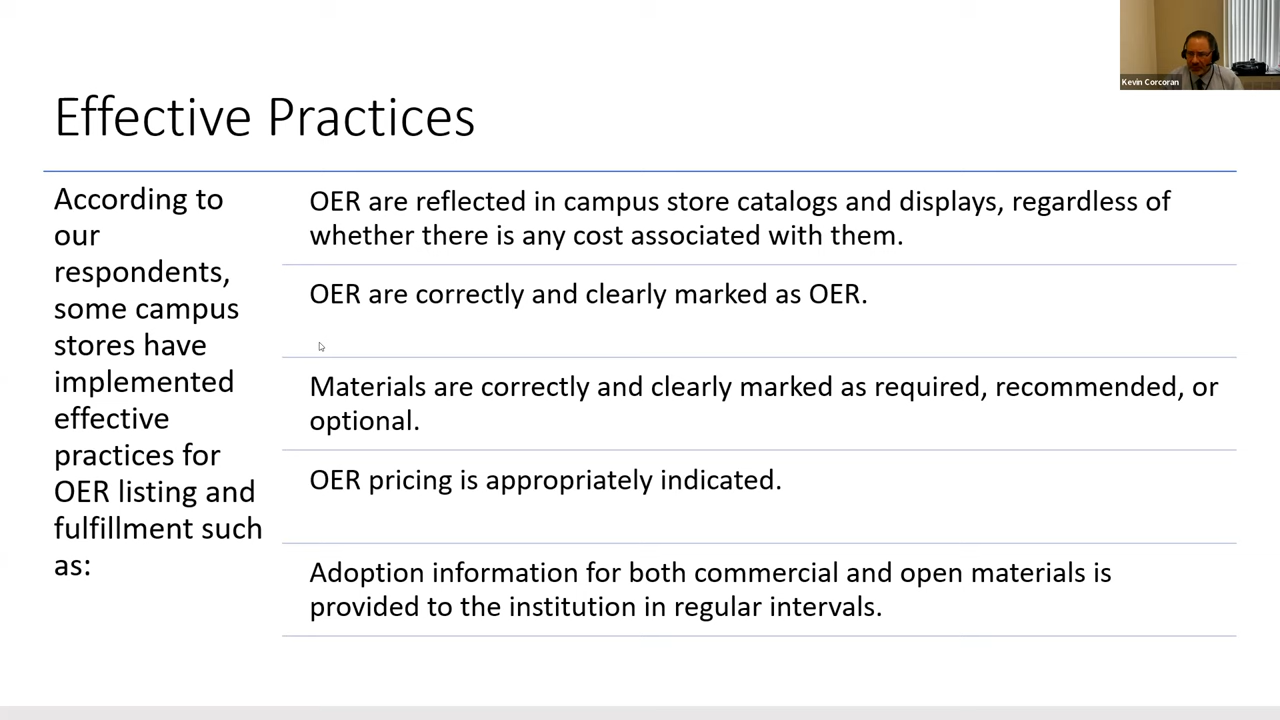 Kevin Corcoran
Effective Practices
According to
our
respondents,
some campus
stores have
implemented
effective
practices for
OER listing and
fulfillment such
as:
OER are reflected in campus store catalogs and displays, regardless of
whether there is any cost associated with them.
OER are correctly and clearly marked as OER.
Materials are correctly and clearly marked as required, recommended, or
optional.
OER pricing is appropriately indicated.
Adoption information for both commercial and open materials is
provided to the institution in regular intervals.